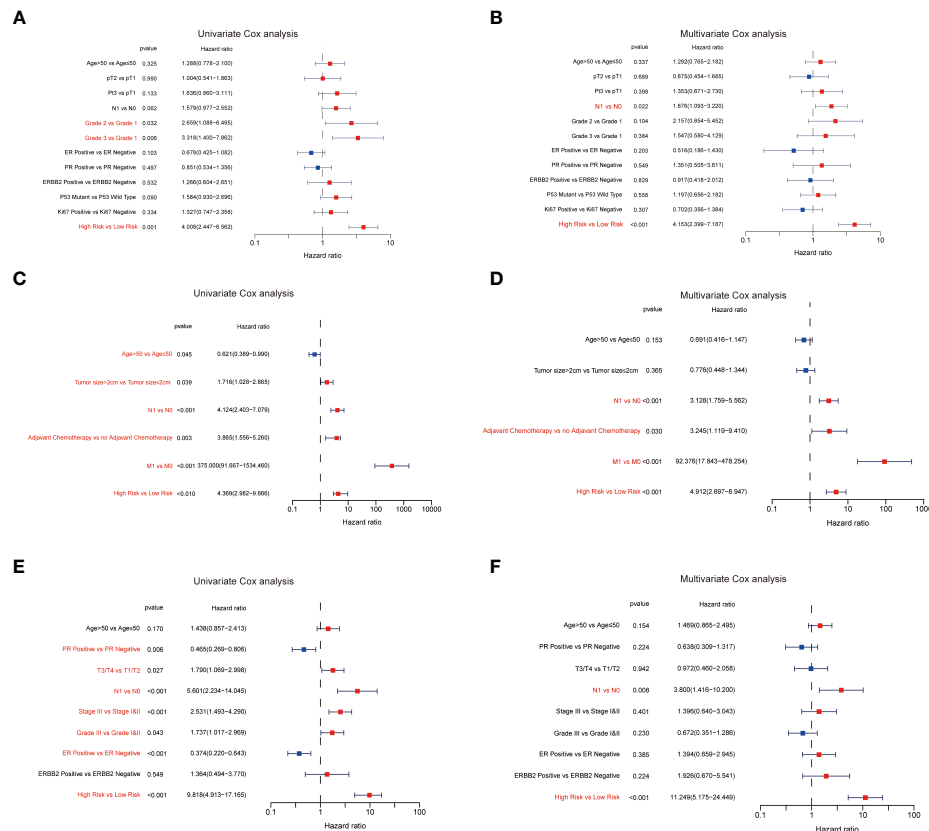 A
Univariate Cox analysis
pvalue Hazard ratio
Age>50 vs Age≤50 0.325 1.288(0.778−2.100)
pT2 vs pT1 0.990 1.004(0.541−1.863)
Pt3 vs pT1 0.133 1.636(0.860−3.111)
N1 vs N0 0.062 1.579(0.977−2.552)
Grade 2 vs Grade 1 0.032 2.659(1.088−6.495)
Grade 3 vs Grade 1 0.006 3.318(1.400−7.862)
ER Positive vs ER Negative 0.103 0.678(0.425−1.082)
PR Positive vs PR Negative 0.497 0.851(0.534−1.356)
ERBB2 Positive vs ERBB2 Negative 0.532 1.266(0.604−2.651)
P53 Mutant vs P53 Wild Type 0.090 1.584(0.930−2.696)
Ki67 Positive vs Ki67 Negative 0.334 1.327(0.747−2.358)
High Risk vs Low Risk 0.001 4.008(2.447−6.562)
0.1 1 10
Hazard ratio
B
Multivariate Cox analysis
pvalue Hazard ratio
Age>50 vs Age≤50 0.337 1.292(0.765−2.182)
pT2 vs pT1 0.689 0.875(0.454−1.685)
Pt3 vs pT1 0.398 1.353(0.671−2.730)
N1 vs N0 0.022 1.876(1.093−3.220)
Grade 2 vs Grade 1 0.104 2.157(0.854−5.452)
Grade 3 vs Grade 1 0.384 1.547(0.580−4.129)
ER Positive vs ER Negative 0.203 0.516(0.186−1.430)
PR Positive vs PR Negative 0.549 1.351(0.505−3.611)
ERBB2 Positive vs ERBB2 Negative 0.829 0.917(0.418−2.012)
P53 Mutant vs P53 Wild Type 0.558 1.197(0.656−2.182)
Ki67 Positive vs Ki67 Negative 0.307 0.702(0.356−1.384)
High Risk vs Low Risk <0.001 4.153(2.399−7.187)
0.1 1 10
Hazard ratio
C
Univariate Cox analysis
pvalue Hazard ratio
Age>50 vs Age≤50 0.045 0.621(0.389−0.990)
Tumor size>2cm vs Tumor size≤2cm 0.039 1.716(1.028−2.865)
N1 vs N0 <0.001 4.124(2.403−7.079)
Adjavant Chemotherapy vs no Adjavant Chemotherapy 0.003 3.865(1.556−5.260)
M1 vs M0 <0.001 375.000(91.667−1534.460)
High Risk vs Low Risk <0.010 4.369(2.982−9.666)
0.1 1 10 100 1000 10000
Hazard ratio
D
Multivariate Cox analysis
pvalue Hazard ratio
Age>50 vs Age≤50 0.153 0.691(0.416−1.147)
Tumor size>2cm vs Tumor size≤2cm 0.365 0.776(0.448−1.344)
N1 vs N0 <0.001 3.128(1.759−5.562)
Adjavant Chemotherapy vs no Adjavant Chemotherapy 0.030 3.245(1.119−9.410)
M1 vs M0 <0.001 92.376(17.843−478.254)
High Risk vs Low Risk <0.001 4.912(2.697−8.947)
0.1 1 10 100 1000
Hazard ratio
E
Univariate Cox analysis
pvalue Hazard ratio
Age>50 vs Age≤50 0.170 1.438(0.857−2.413)
PR Positive vs PR Negative 0.006 0.465(0.269−0.806)
T3/T4 vs T1/T2 0.027 1.790(1.069−2.998)
N1 vs N0 <0.001 5.601(2.234−14.045)
Stage III vs Stage I&II <0.001 2.531(1.493−4.290)
Grade III vs Grade I&II 0.043 1.737(1.017−2.969)
ER Positive vs ER Negative <0.001 0.374(0.220−0.643)
ERBB2 Positive vs ERBB2 Negative 0.549 1.364(0.494−3.770)
High Risk vs Low Risk <0.001 9.818(4.913−17.165)
0.1 1 10 100
Hazard ratio
F
Multivariate Cox analysis
pvalue Hazard ratio
Age>50 vs Age≤50 0.154 1.469(0.865−2.495)
PR Positive vs PR Negative 0.224 0.638(0.309−1.317)
T3/T4 vs T1/T2 0.942 0.972(0.460−2.058)
N1 vs N0 0.008 3.800(1.416−10.200)
Stage III vs Stage I&II 0.401 1.396(0.640−3.043)
Grade III vs Grade I&II 0.230 0.672(0.351−1.286)
ER Positive vs ER Negative 0.385 1.394(0.659−2.945)
ERBB2 Positive vs ERBB2 Negative 0.224 1.926(0.670−5.541)
High Risk vs Low Risk <0.001 11.249(5.175−24.449)
0.1 1 10 100
Hazard ratio